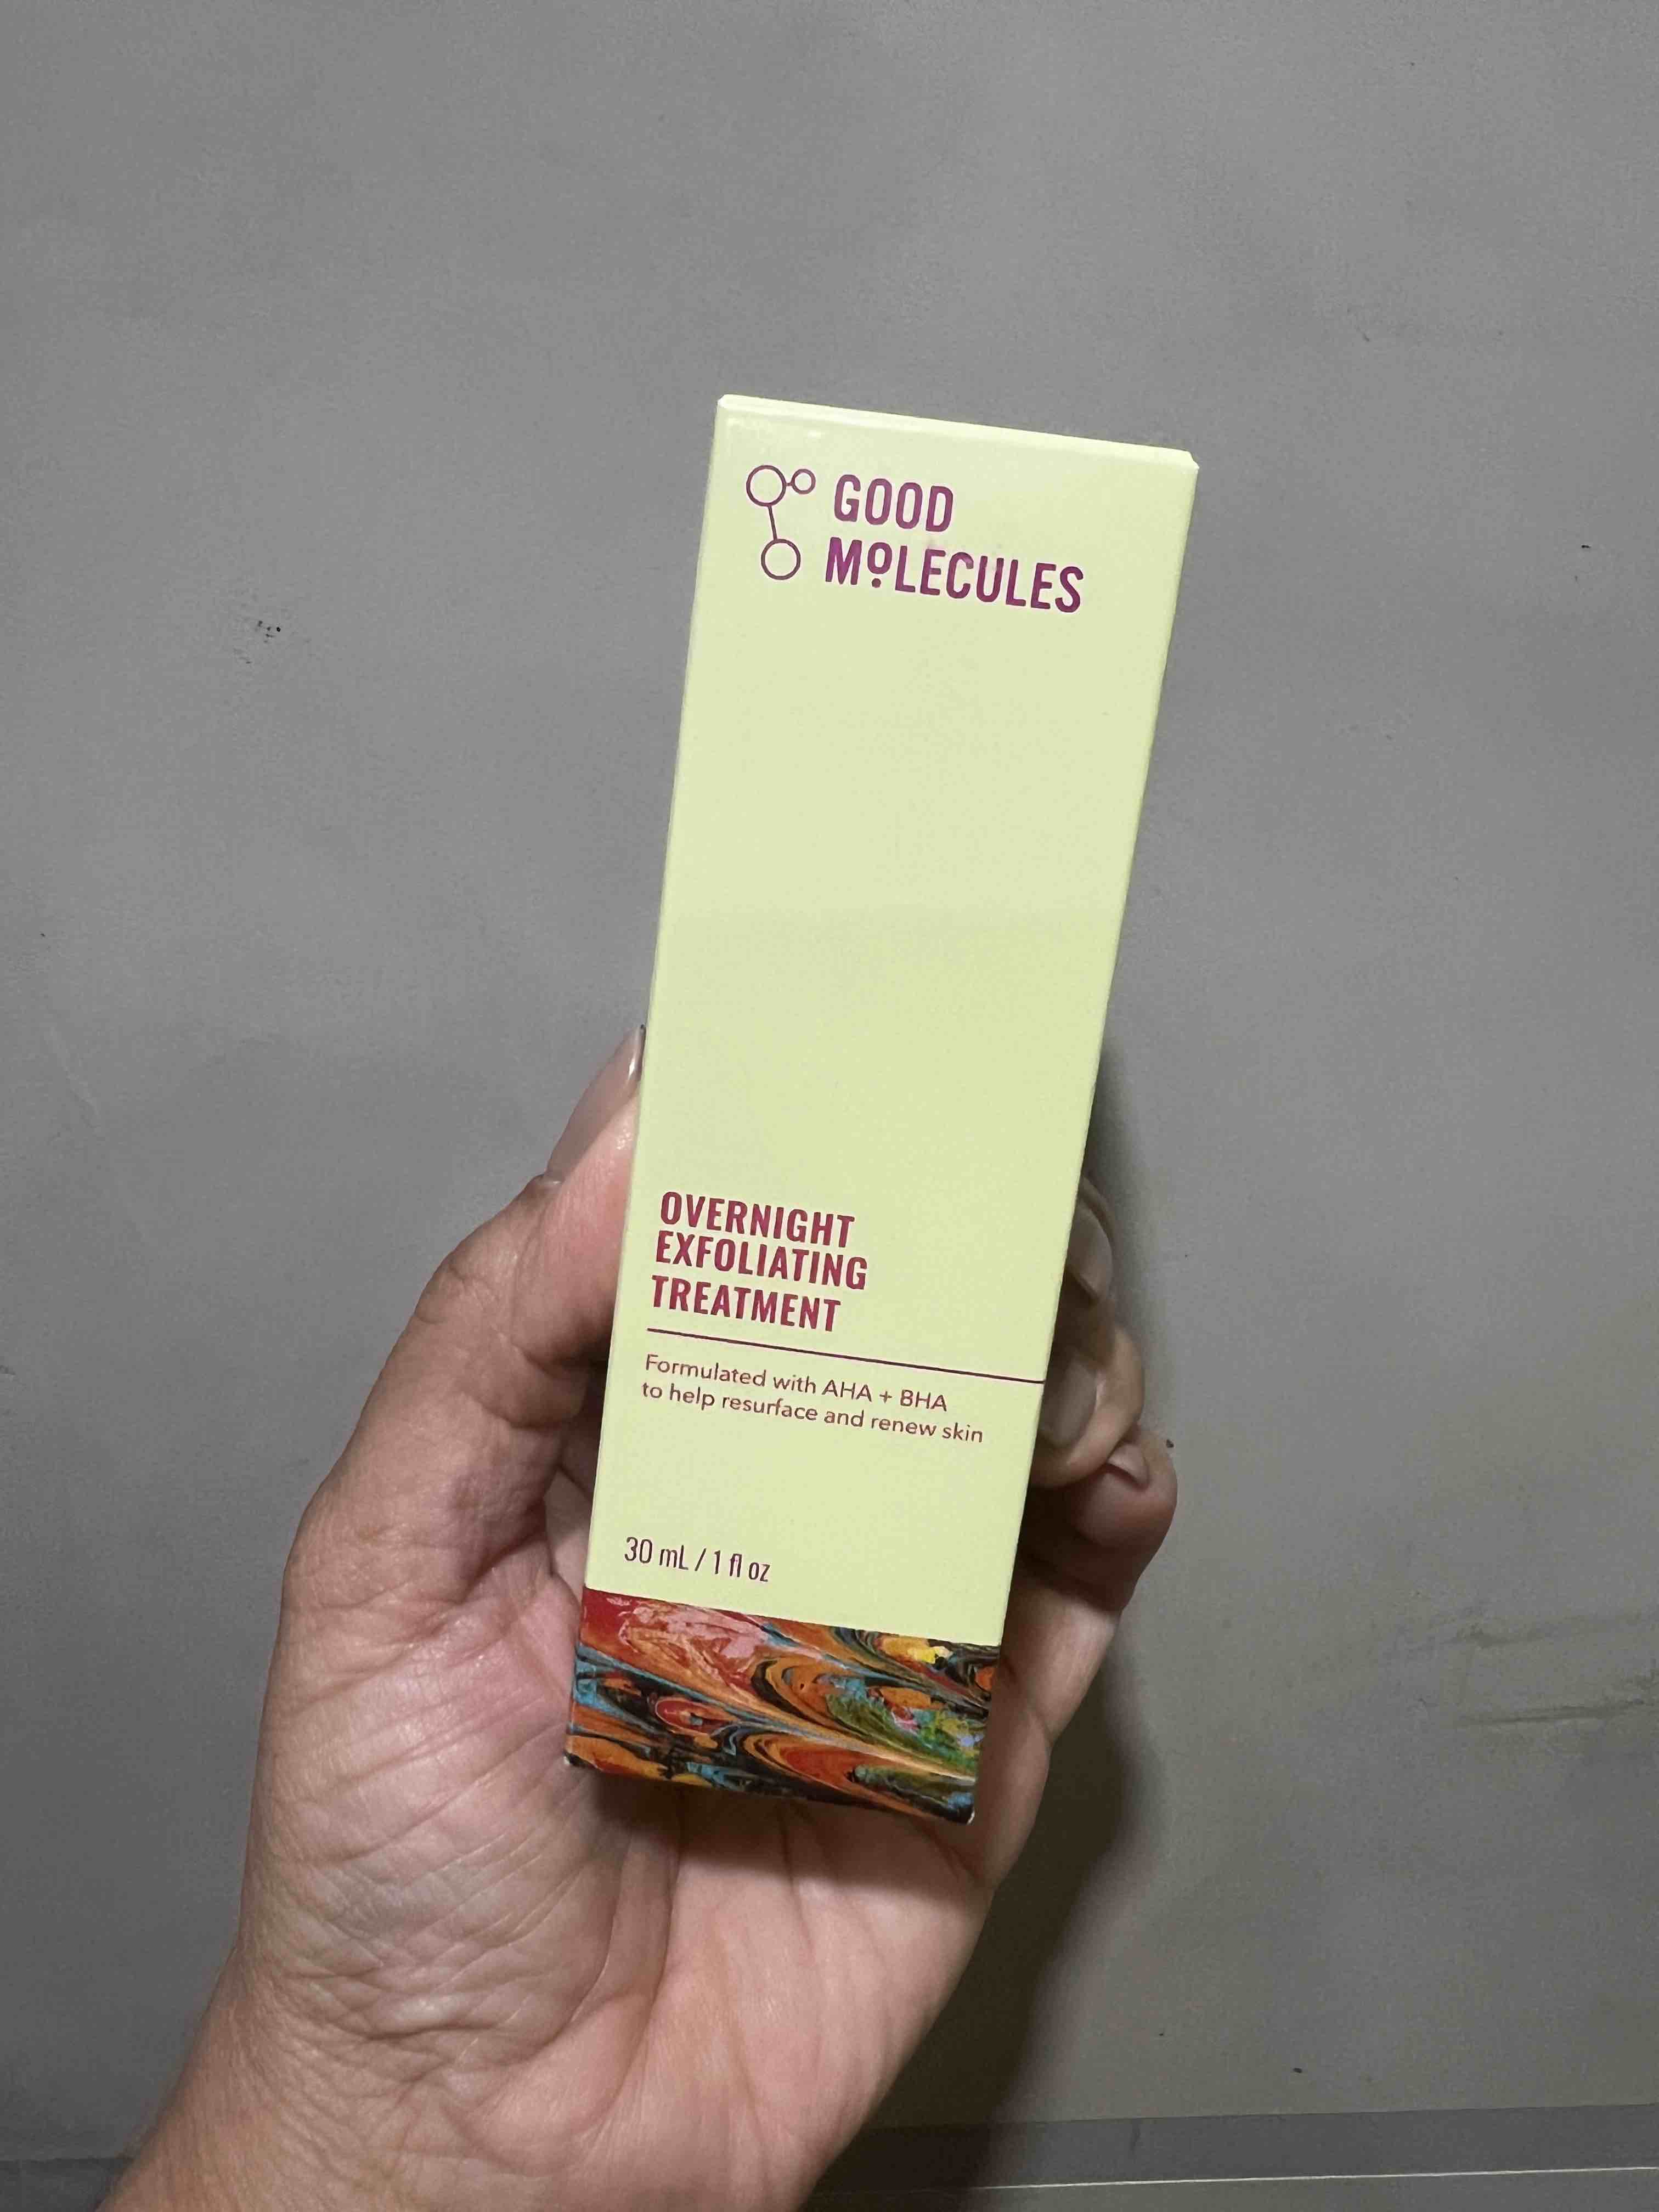 GOOD
MOLECULES
OVERNIGHT
EXFOLIATING
TREATMENT
Formulated with AHA + BHA
to help resurface and renew skin
30 mL / 1 fl oz